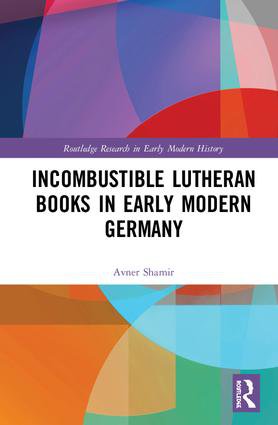 Routledge Research in Early Modern History
INCOMBUSTIBLE LUTHERAN
BOOKS IN EARLY MODERN
GERMANY
Avner Shamir
ROUTLEDGE